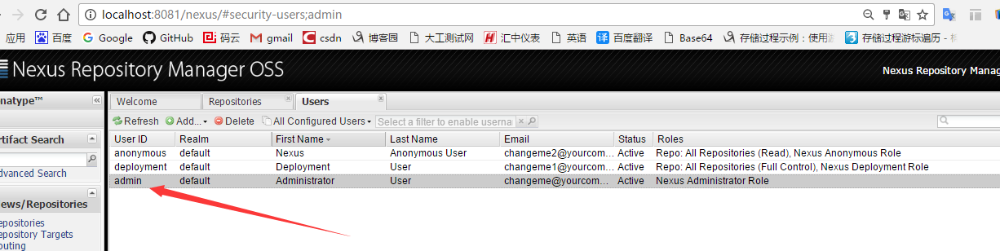 localhost:8081/nexus/#security-users;admin
应用 百度 Google GitHub 码云 gmail csdn 博客园 大工测试网 汇中仪表 英语 百度翻译 Base64 存储过程示例：使用 存储过程游标遍历 -
Nexus Repository Manager OSS
Nexus Repository Manag
natype™
Welcome Repositories Users
Refresh Add... Delete All Configured Users Select a filter to enable userna
rtifact Search
dvanced Search
ews/Repositories
epositories
epository Targets
outing
User ID Realm First Name Last Name Email Status Roles
anonymous default Nexus Anonymous User changeme2@yourcom... Active Repo: All Repositories (Read), Nexus Anonymous Role
deployment default Deployment User changeme1@yourcom... Active Repo: All Repositories (Full Control), Nexus Deployment Role
admin default Administrator User changeme@yourcom... Active Nexus Administrator Role